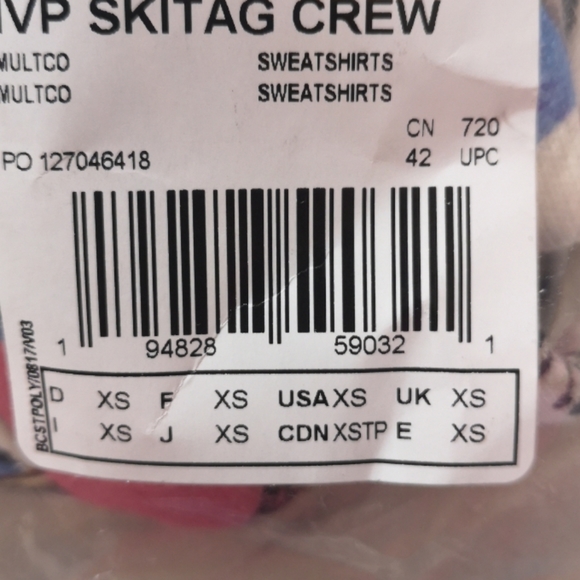 IVP SKITAG CREW
MULTCO SWEATSHIRTS
MULTCO SWEATSHIRTS
CN 720
PO 127046418 42 UPC
1 94828 59032 1
BCSTPOLY/0817/V03
D XS F XS USA XS UK XS
I XS J XS CDN XSTP E XS